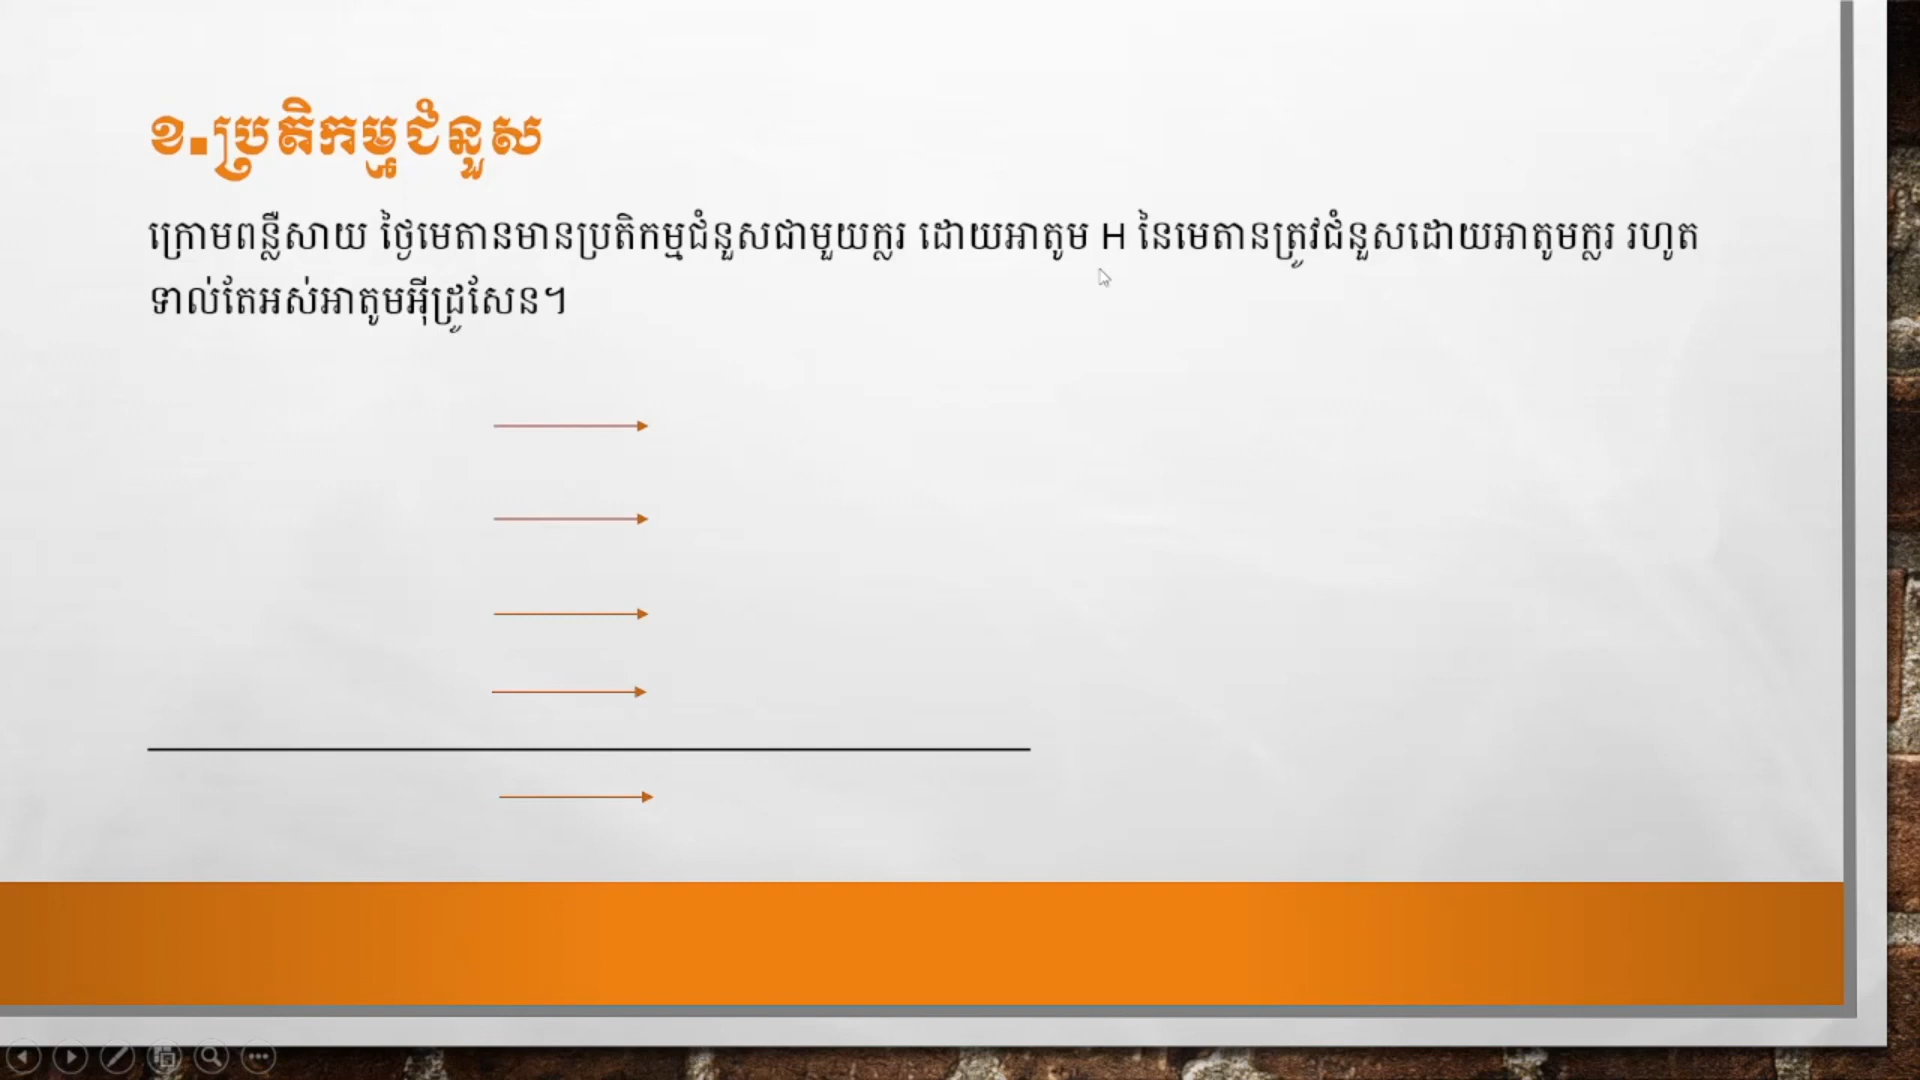 ខ.ប្រតិកម្មជំនួស
ក្រោមពន្លឺសាយ ថ្ងៃមេតានមានប្រតិកម្មជំនួសជាមួយក្លរ ដោយអាតូម H នៃមេតានត្រូវជំនួសដោយអាតូមក្លរ រហូត
ទាល់តែអស់អាតូមអ៊ីដ្រូសែន។